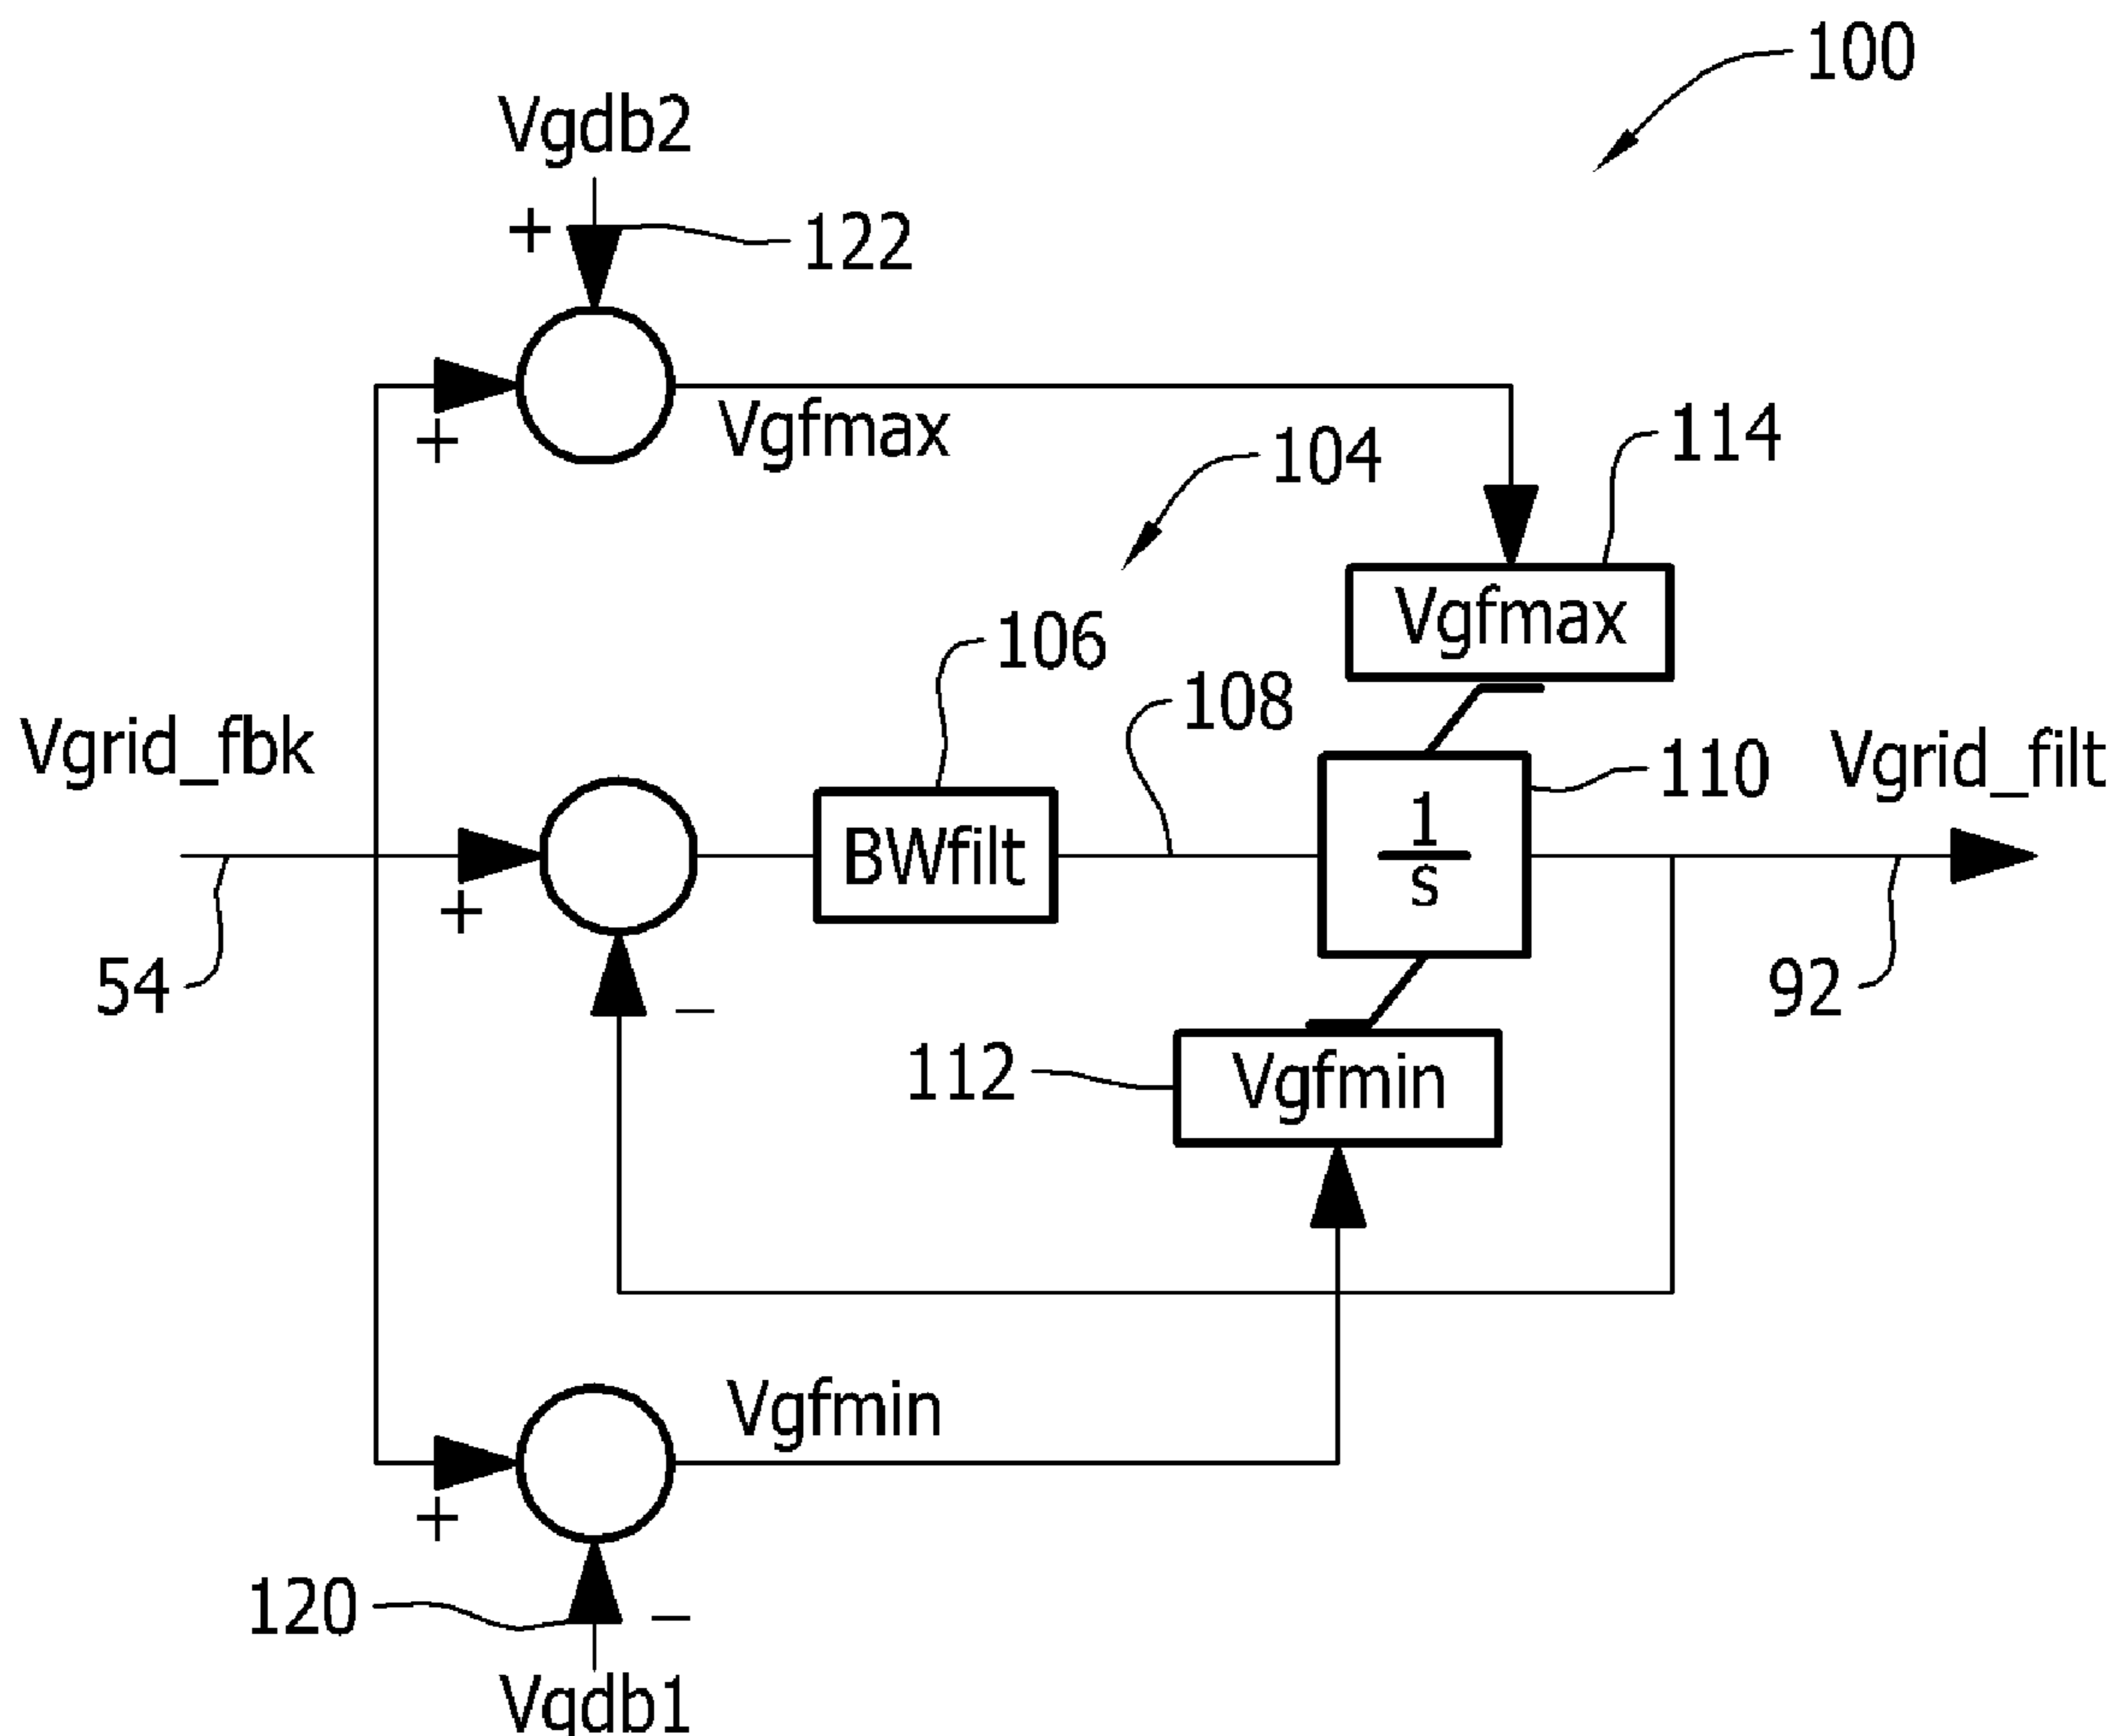 100
Vgdb2
+
122
+
Vgfmax
104
114
Vgfmax
106
108
Vgrid_fbk
110
Vgrid_filt
BWfilt
1
s
+
54
−
92
112
Vgfmin
Vgfmin
+
120
−
Vgdb1